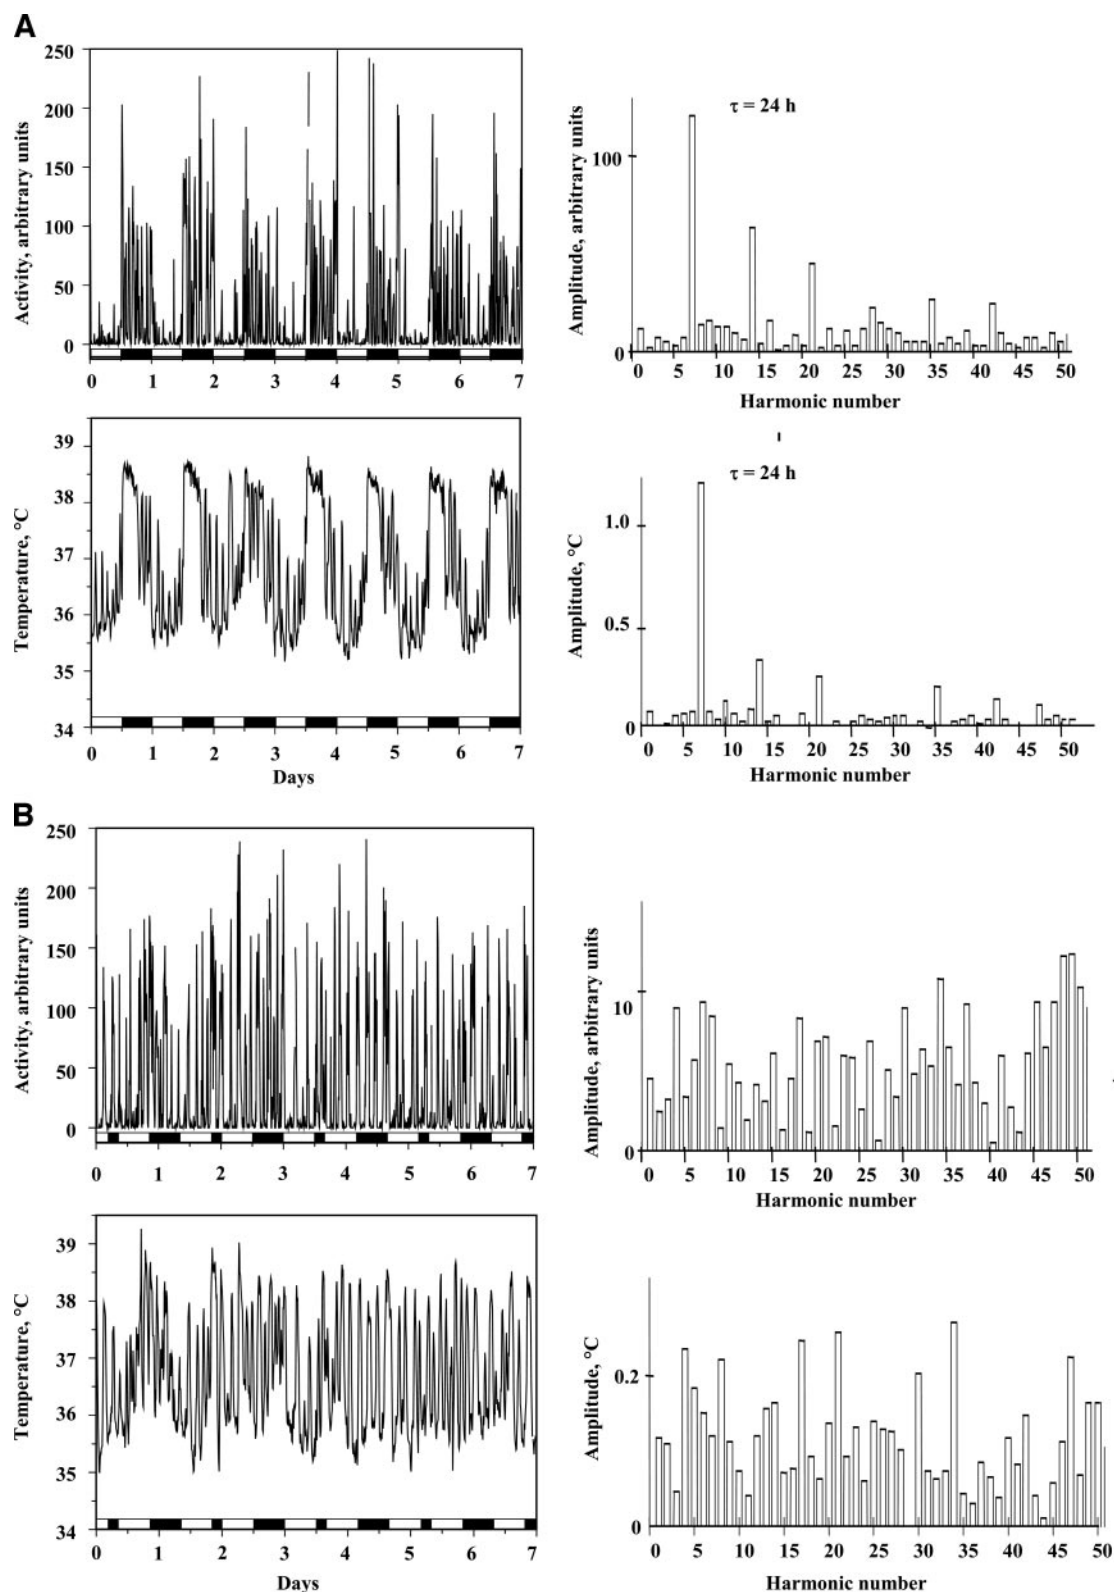 A
Activity, arbitrary units
250
200
150
100
50
0
0 1 2 3 4 5 6 7
τ = 24 h
Amplitude, arbitrary units
100
0
0 5 10 15 20 25 30 35 40 45 50
Harmonic number
Temperature, °C
39
38
37
36
35
34
0 1 2 3 4 5 6 7
Days
τ = 24 h
Amplitude, °C
1.0
0.5
0
0 5 10 15 20 25 30 35 40 45 50
Harmonic number
B
Activity, arbitrary units
250
200
150
100
50
0
0 1 2 3 4 5 6 7
Amplitude, arbitrary units
10
0
0 5 10 15 20 25 30 35 40 45 50
Harmonic number
Temperature, °C
39
38
37
36
35
34
0 1 2 3 4 5 6 7
Days
Amplitude, °C
0.2
0
0 5 10 15 20 25 30 35 40 45 50
Harmonic number